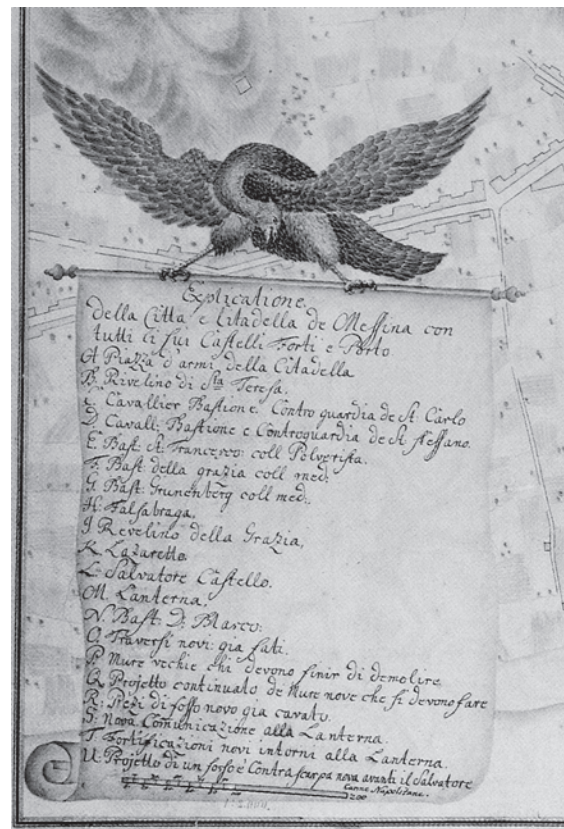 Explicatione.
della Citta e Citadella de Messina con
tutti li sui Castelli Forti e Porto
A Piazza d'armi della Citadella
B. Rivelino di Sta Teresa.
C. Cavallier Bastione. Contro guardia de St. Carlo
D. Cavall: Bastione e Controguardia de St steffano.
E. Bast: St. Francesco: coll Polverista.
F. Bast: della grazia coll med:
G. Bast: Grunenberg coll med:
H. Falsabraga.
J Revelino della Grazia,
K. Lazaretto.
L. Salvatore Castello.
M. Lanterna.
N. Bast: D: Blasco:
O. Traversi novi: gia fati.
P. Mure vechie chi devono finir di demolire.
Q. Projetto continuato de Mure nove che si devono fare
R: Pezi di fosso novo gia cavato.
S: Nova Comunicazione alla Lanterna.
T Fortificazioni novi intorni alla Lanterna.
U: Projetto di un fosso è Contrascarpa nova avanti il Salvatore
Canne Napolitane.
200